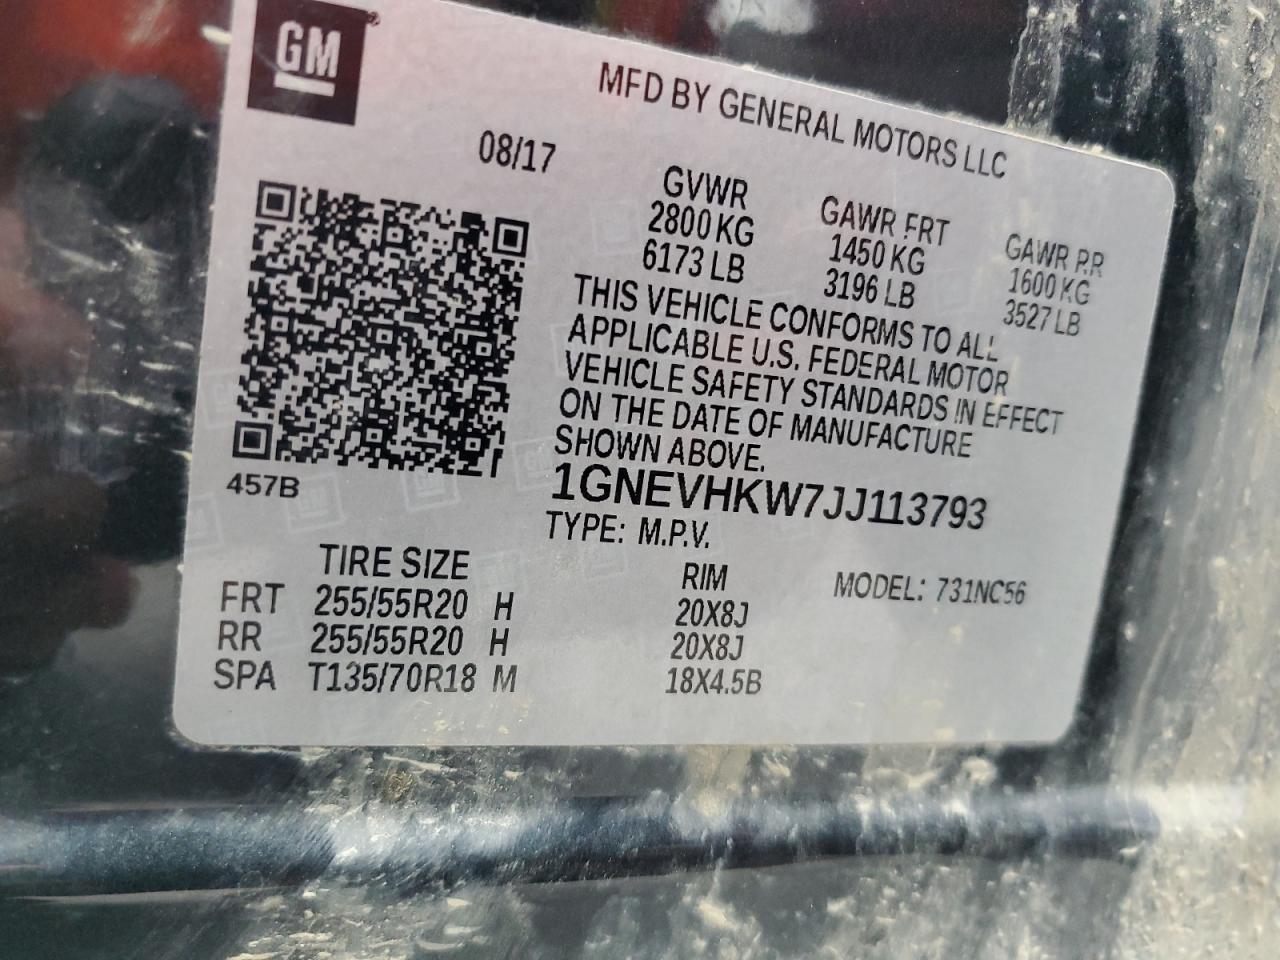 GM
MFD BY GENERAL MOTORS LLC
08/17
GVWR GAWR FRT GAWR RR
2800 KG 1450 KG 1600 KG
6173 LB 3196 LB 3527 LB
THIS VEHICLE CONFORMS TO ALL
APPLICABLE U.S. FEDERAL MOTOR
VEHICLE SAFETY STANDARDS IN EFFECT
ON THE DATE OF MANUFACTURE
SHOWN ABOVE.
457B
1GNEVHKW7JJ113793
TYPE: M.P.V.
TIRE SIZE RIM MODEL: 731NC56
FRT 255/55R20 H 20X8J
RR 255/55R20 H 20X8J
SPA T135/70R18 M 18X4.5B